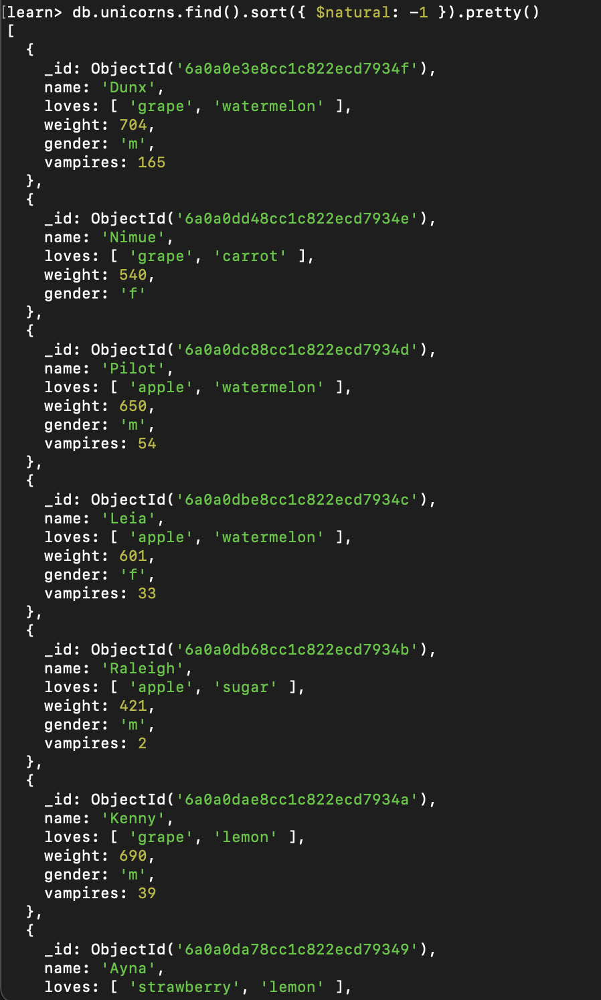 [learn> db.unicorns.find().sort({ $natural: -1 }).pretty()
[
  {
    _id: ObjectId('6a0a0e3e8cc1c822ecd7934f'),
    name: 'Dunx',
    loves: [ 'grape', 'watermelon' ],
    weight: 704,
    gender: 'm',
    vampires: 165
  },
  {
    _id: ObjectId('6a0a0dd48cc1c822ecd7934e'),
    name: 'Nimue',
    loves: [ 'grape', 'carrot' ],
    weight: 540,
    gender: 'f'
  },
  {
    _id: ObjectId('6a0a0dc88cc1c822ecd7934d'),
    name: 'Pilot',
    loves: [ 'apple', 'watermelon' ],
    weight: 650,
    gender: 'm',
    vampires: 54
  },
  {
    _id: ObjectId('6a0a0dbe8cc1c822ecd7934c'),
    name: 'Leia',
    loves: [ 'apple', 'watermelon' ],
    weight: 601,
    gender: 'f',
    vampires: 33
  },
  {
    _id: ObjectId('6a0a0db68cc1c822ecd7934b'),
    name: 'Raleigh',
    loves: [ 'apple', 'sugar' ],
    weight: 421,
    gender: 'm',
    vampires: 2
  },
  {
    _id: ObjectId('6a0a0dae8cc1c822ecd7934a'),
    name: 'Kenny',
    loves: [ 'grape', 'lemon' ],
    weight: 690,
    gender: 'm',
    vampires: 39
  },
  {
    _id: ObjectId('6a0a0da78cc1c822ecd79349'),
    name: 'Ayna',
    loves: [ 'strawberry', 'lemon' ],